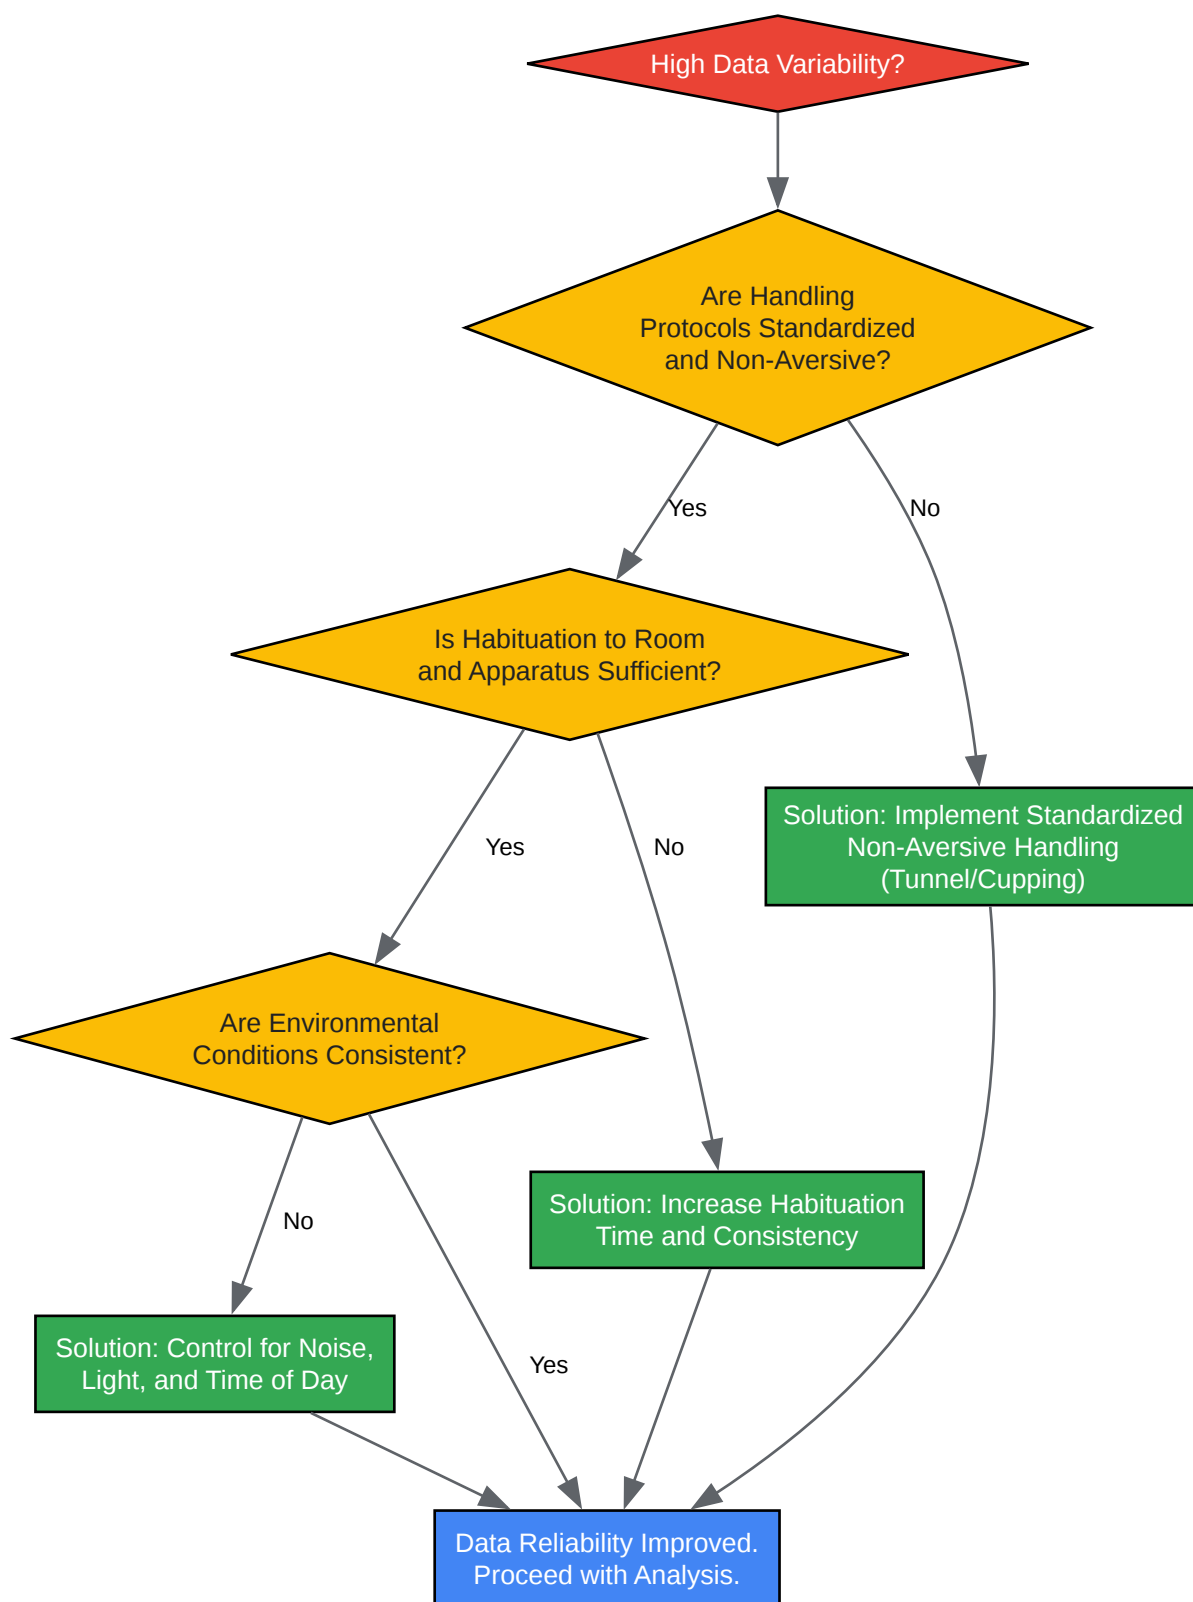 High Data Variability?
Are Handling
Protocols Standardized
and Non-Aversive?
Yes
No
Is Habituation to Room
and Apparatus Sufficient?
Solution: Implement Standardized
Non-Aversive Handling
(Tunnel/Cupping)
Yes
No
Are Environmental
Conditions Consistent?
Solution: Increase Habituation
Time and Consistency
No
Solution: Control for Noise,
Light, and Time of Day
Yes
Data Reliability Improved.
Proceed with Analysis.